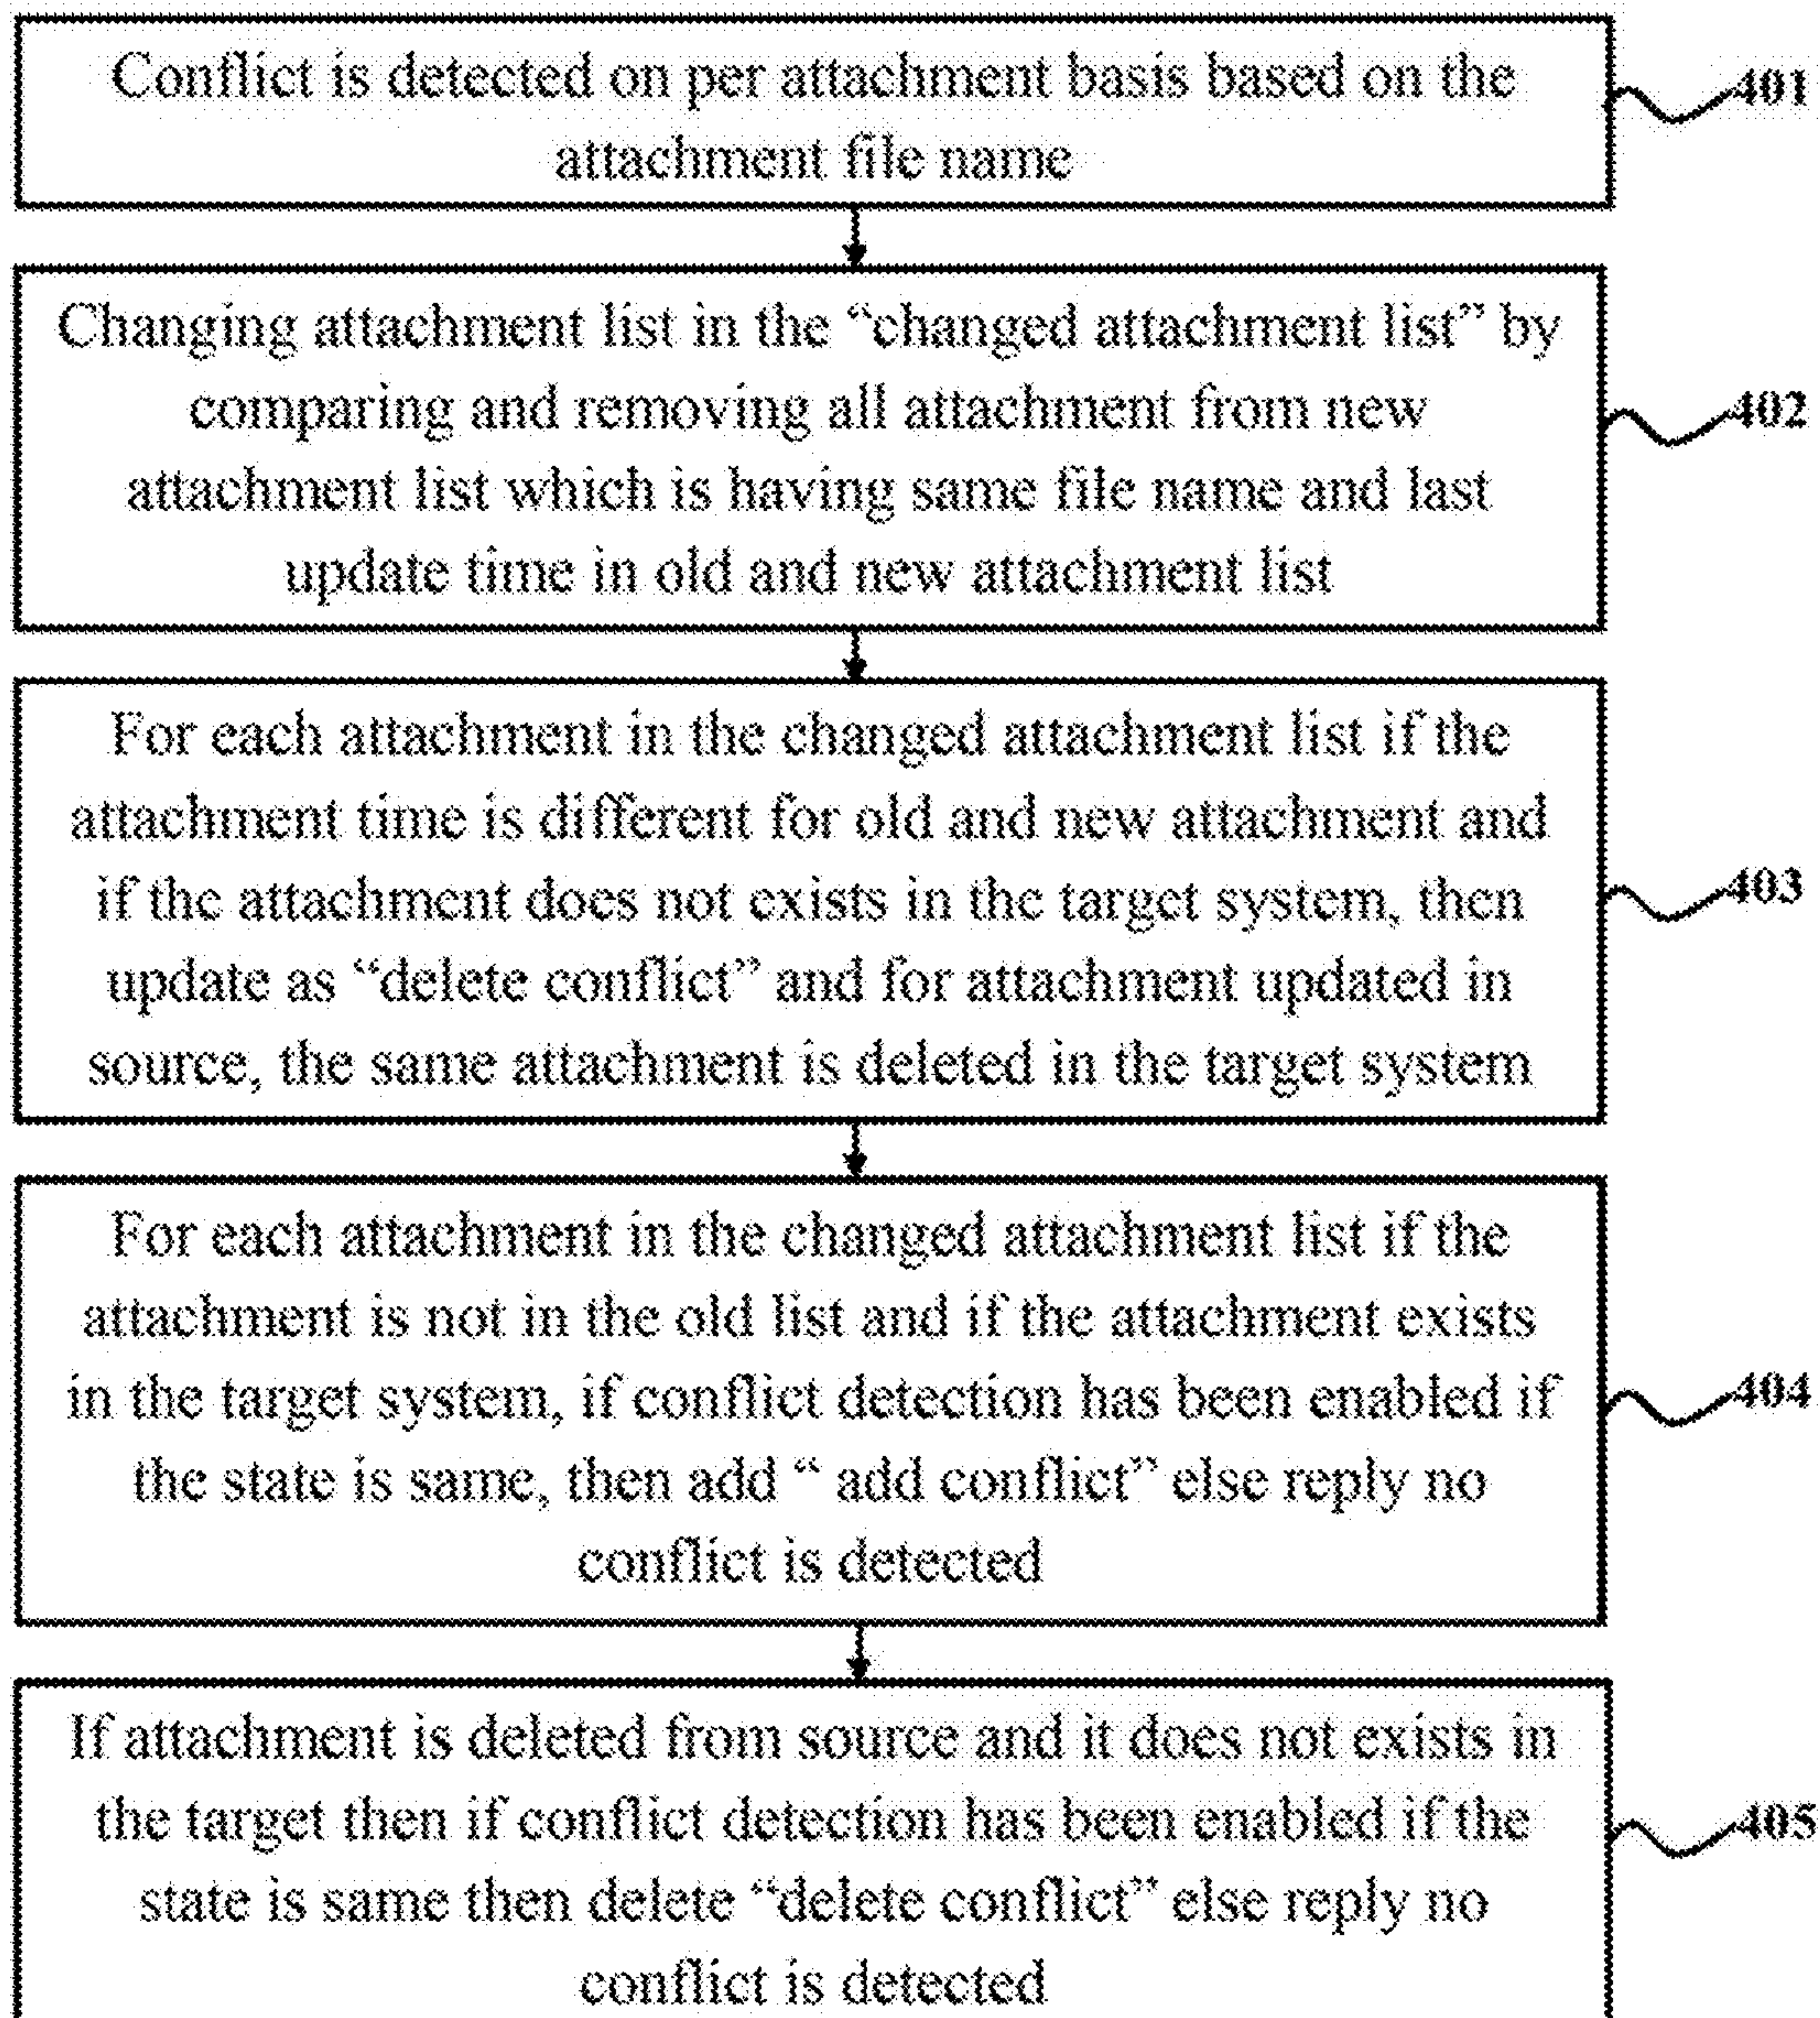 Conflict is detected on per attachment basis based on the
attachment file name
401
Changing attachment list in the “changed attachment list” by
comparing and removing all attachment from new
attachment list which is having same file name and last
update time in old and new attachment list
402
For each attachment in the changed attachment list if the
attachment time is different for old and new attachment and
if the attachment does not exists in the target system, then
update as “delete conflict” and for attachment updated in
source, the same attachment is deleted in the target system
403
For each attachment in the changed attachment list if the
attachment is not in the old list and if the attachment exists
in the target system, if conflict detection has been enabled if
the state is same, then add “ add conflict” else reply no
conflict is detected
404
If attachment is deleted from source and it does not exists in
the target then if conflict detection has been enabled if the
state is same then delete “delete conflict” else reply no
conflict is detected
405